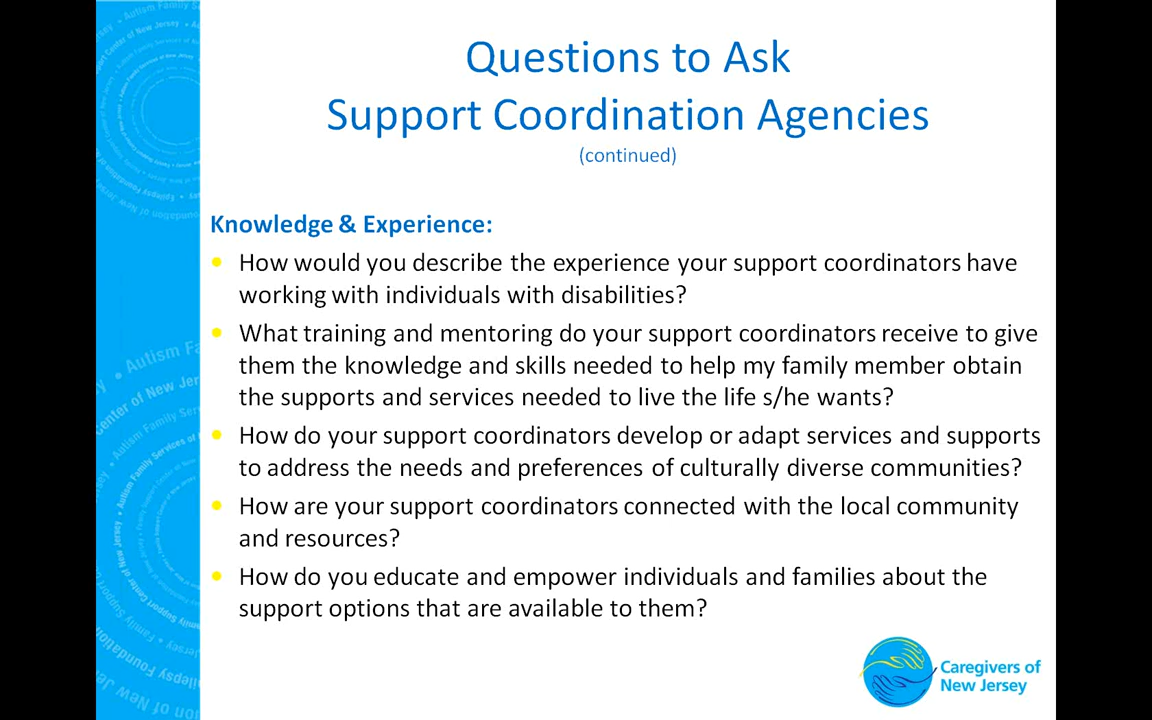 Questions to Ask
Support Coordination Agencies
(continued)
Knowledge & Experience:
• How would you describe the experience your support coordinators have
working with individuals with disabilities?
• What training and mentoring do your support coordinators receive to give
them the knowledge and skills needed to help my family member obtain
the supports and services needed to live the life s/he wants?
• How do your support coordinators develop or adapt services and supports
to address the needs and preferences of culturally diverse communities?
• How are your support coordinators connected with the local community
and resources?
• How do you educate and empower individuals and families about the
support options that are available to them?
Caregivers of
New Jersey